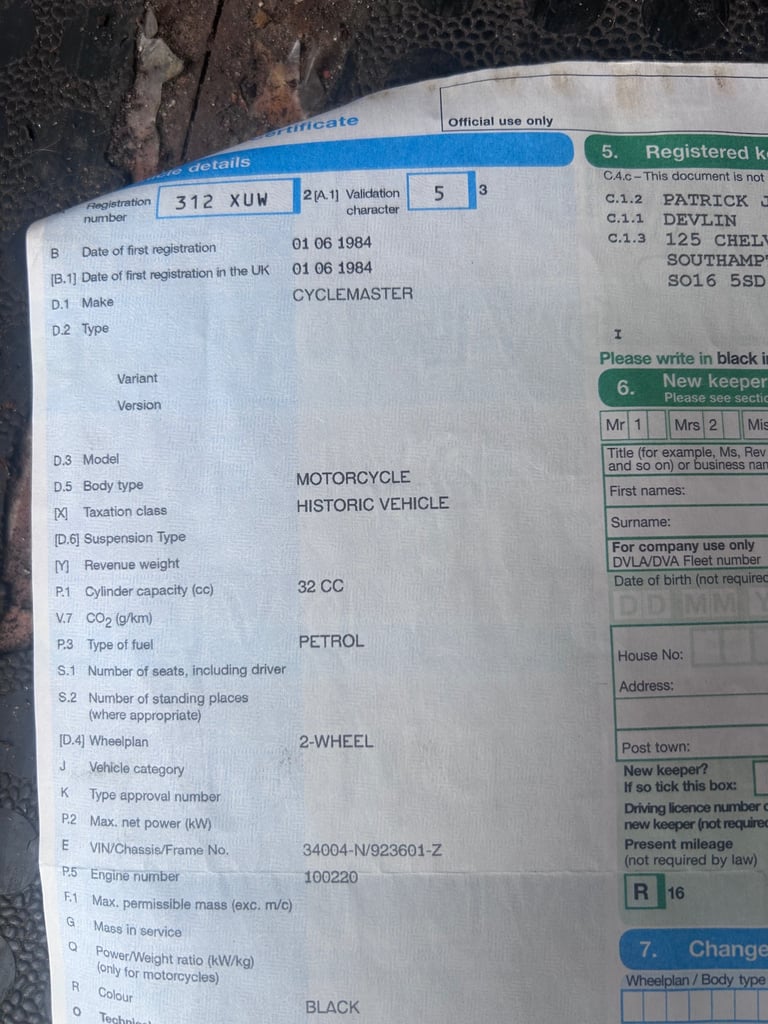 ertificate
Official use only
details
Registration number 312 XUW 2 [A.1] Validation character 5 3
B Date of first registration 01 06 1984
[B.1] Date of first registration in the UK 01 06 1984
D.1 Make CYCLEMASTER
D.2 Type
Variant
Version
D.3 Model
D.5 Body type MOTORCYCLE
[X] Taxation class HISTORIC VEHICLE
[D.6] Suspension Type
[Y] Revenue weight
P.1 Cylinder capacity (cc) 32 CC
V.7 CO2 (g/km)
P.3 Type of fuel PETROL
S.1 Number of seats, including driver
S.2 Number of standing places
(where appropriate)
[D.4] Wheelplan 2-WHEEL
J Vehicle category
K Type approval number
P.2 Max. net power (kW)
E VIN/Chassis/Frame No. 34004-N/923601-Z
P.5 Engine number 100220
F.1 Max. permissible mass (exc. m/c)
G Mass in service
Q Power/Weight ratio (kW/kg)
(only for motorcycles)
R Colour BLACK
O Technic
5. Registered k
C.4.c – This document is not
C.1.2 PATRICK J
C.1.1 DEVLIN
C.1.3 125 CHEL
SOUTHAMP
SO16 5SD
I
Please write in black i
6. New keeper
Please see secti
Mr 1 Mrs 2 Mis
Title (for example, Ms, Rev
and so on) or business nam
First names:
Surname:
For company use only
DVLA/DVA Fleet number
Date of birth (not required
D D M M Y
House No:
Address:
Post town:
New keeper?
If so tick this box:
Driving licence number o
new keeper (not require
Present mileage
(not required by law)
R 16
7. Change
Wheelplan / Body type